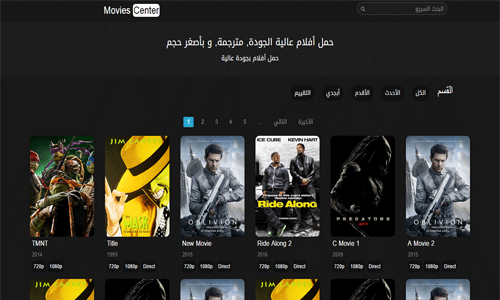 Movies Center
البحث السريع
حمل أفلام عالية الجودة, مترجمة, و بأصغر حجم
حمل أفلام بجودة عالية
القسم الكل الأحدث الأقدم أبجدي التقييم
1 2 3 4 5 ... التالي الأخيرة
JIM CARREY
ICE CUBE KEVIN HART
OBLIVION
Ride Along
PREDATORS
OBLIVION
TMNT
2014
720p 1080p
Title
720p 1080p Direct
New Movie
2015
720p 1080p Direct
Ride Along 2
2016
720p 1080p Direct
C Movie 1
2009
720p 1080p Direct
A Movie 2
2015
720p 1080p Direct